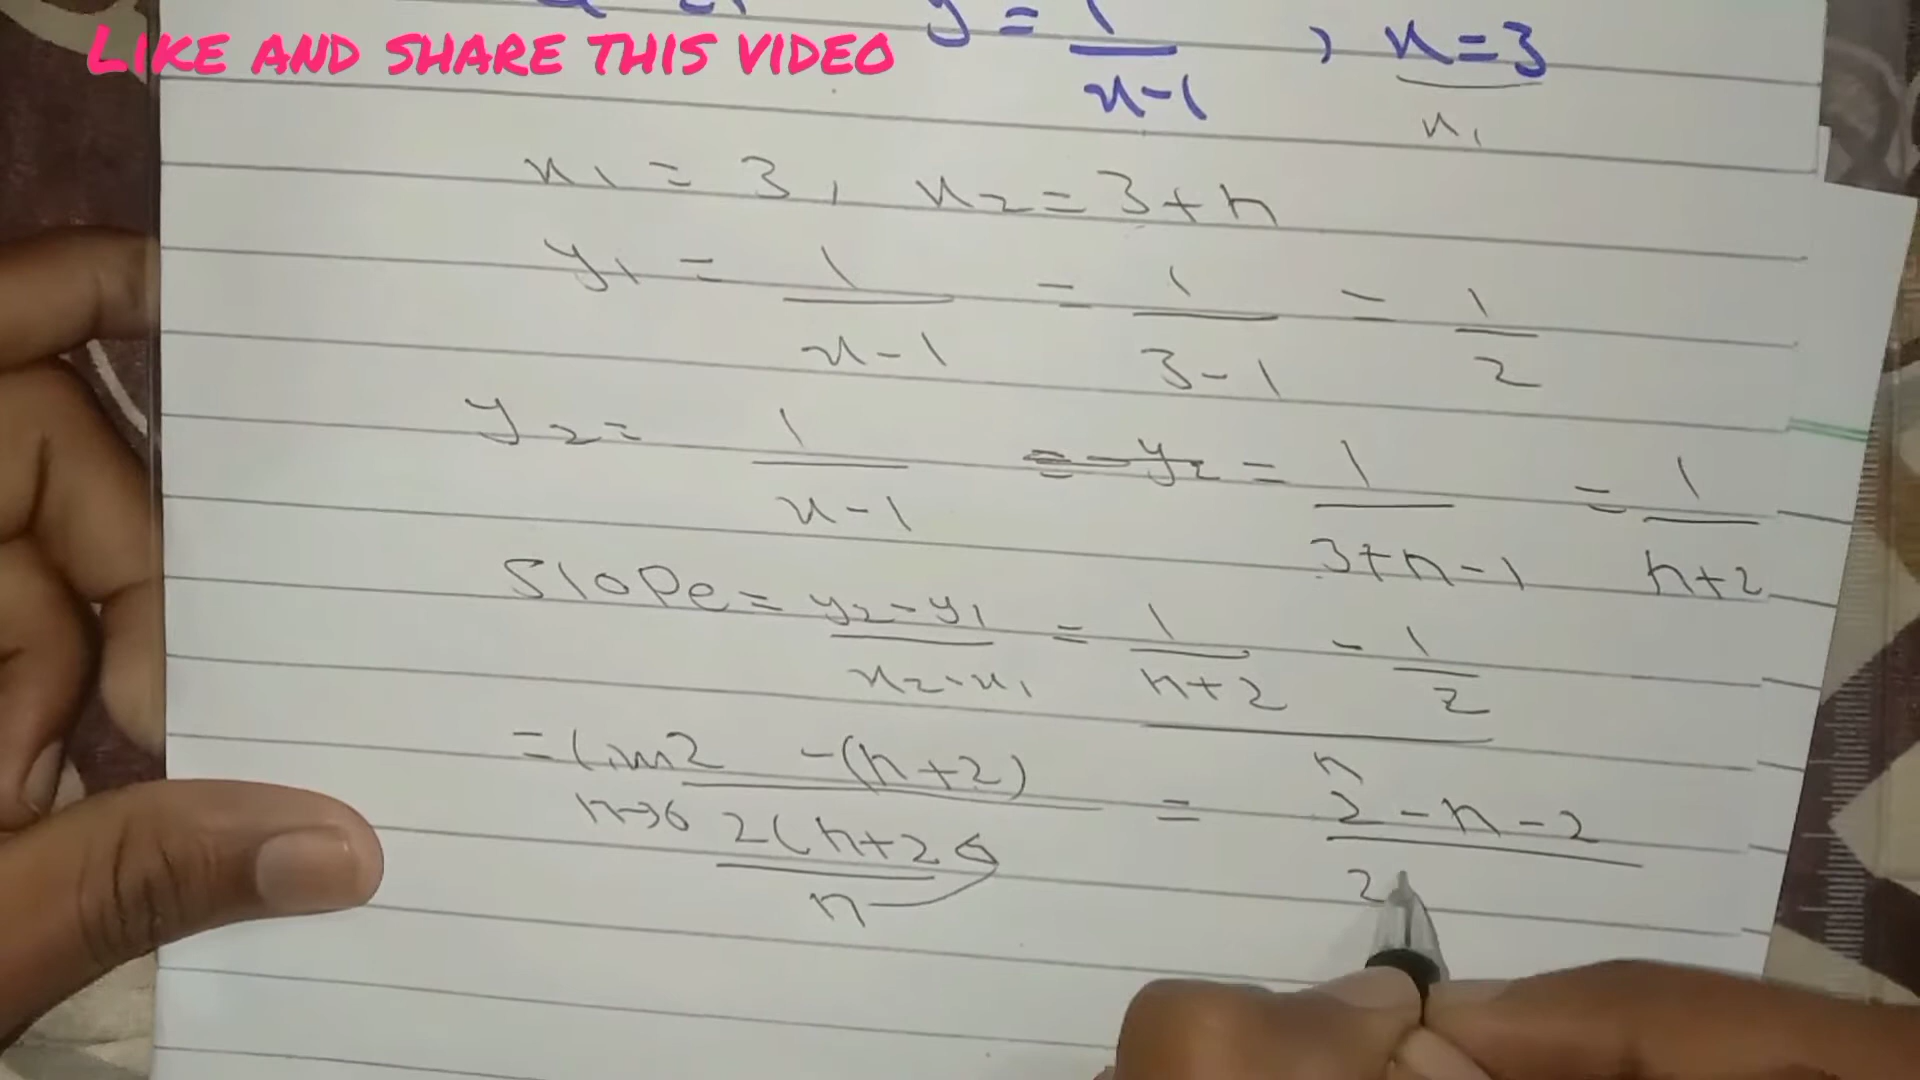 LIKE AND SHARE THIS VIDEO
y = 1/(x-1) , x=3
x1
x1 = 3, x2 = 3+h
y1 = 1/(x-1) = 1/(3-1) = 1/2
y2 = 1/(x-1) = y2 = 1/(3+h-1) = 1/(h+2)
Slope = (y2-y1)/(x2-x1) = (1/(h+2) - 1/2)/h
= lim h→0 (2 -(h+2))/(2(h+2)/h = (2-h-2)/2